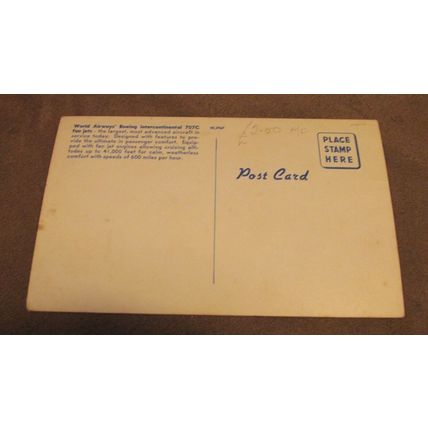 World Airways' Boeing Intercontinental 707C
fan jets - the largest, most advanced aircraft in
service today. Designed with features to pro-
vide the ultimate in passenger comfort. Equip-
ped with fan jet engines allowing cruising alti-
tudes up to 41,000 feet for calm, weatherless
comfort with speeds of 600 miles per hour.
£2.00
PLACE
STAMP
HERE
Post Card